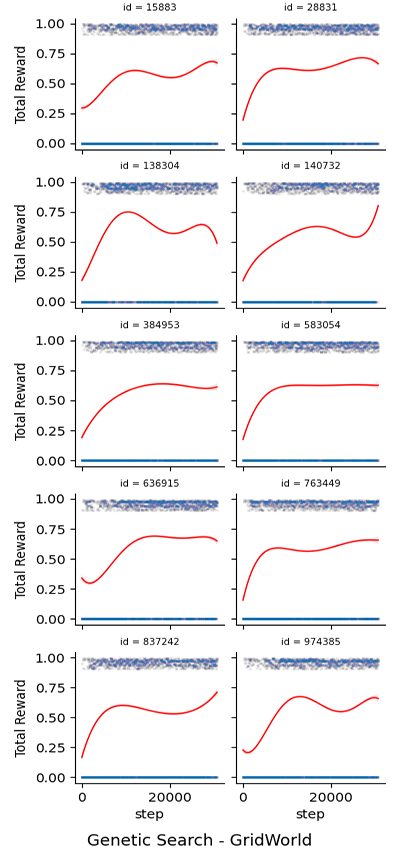 id = 15883
id = 28831
1.00
0.75
0.50
0.25
0.00
Total Reward
id = 138304
id = 140732
1.00
0.75
0.50
0.25
0.00
Total Reward
id = 384953
id = 583054
1.00
0.75
0.50
0.25
0.00
Total Reward
id = 636915
id = 763449
1.00
0.75
0.50
0.25
0.00
Total Reward
id = 837242
id = 974385
1.00
0.75
0.50
0.25
0.00
Total Reward
0 20000
0 20000
step
step
Genetic Search - GridWorld